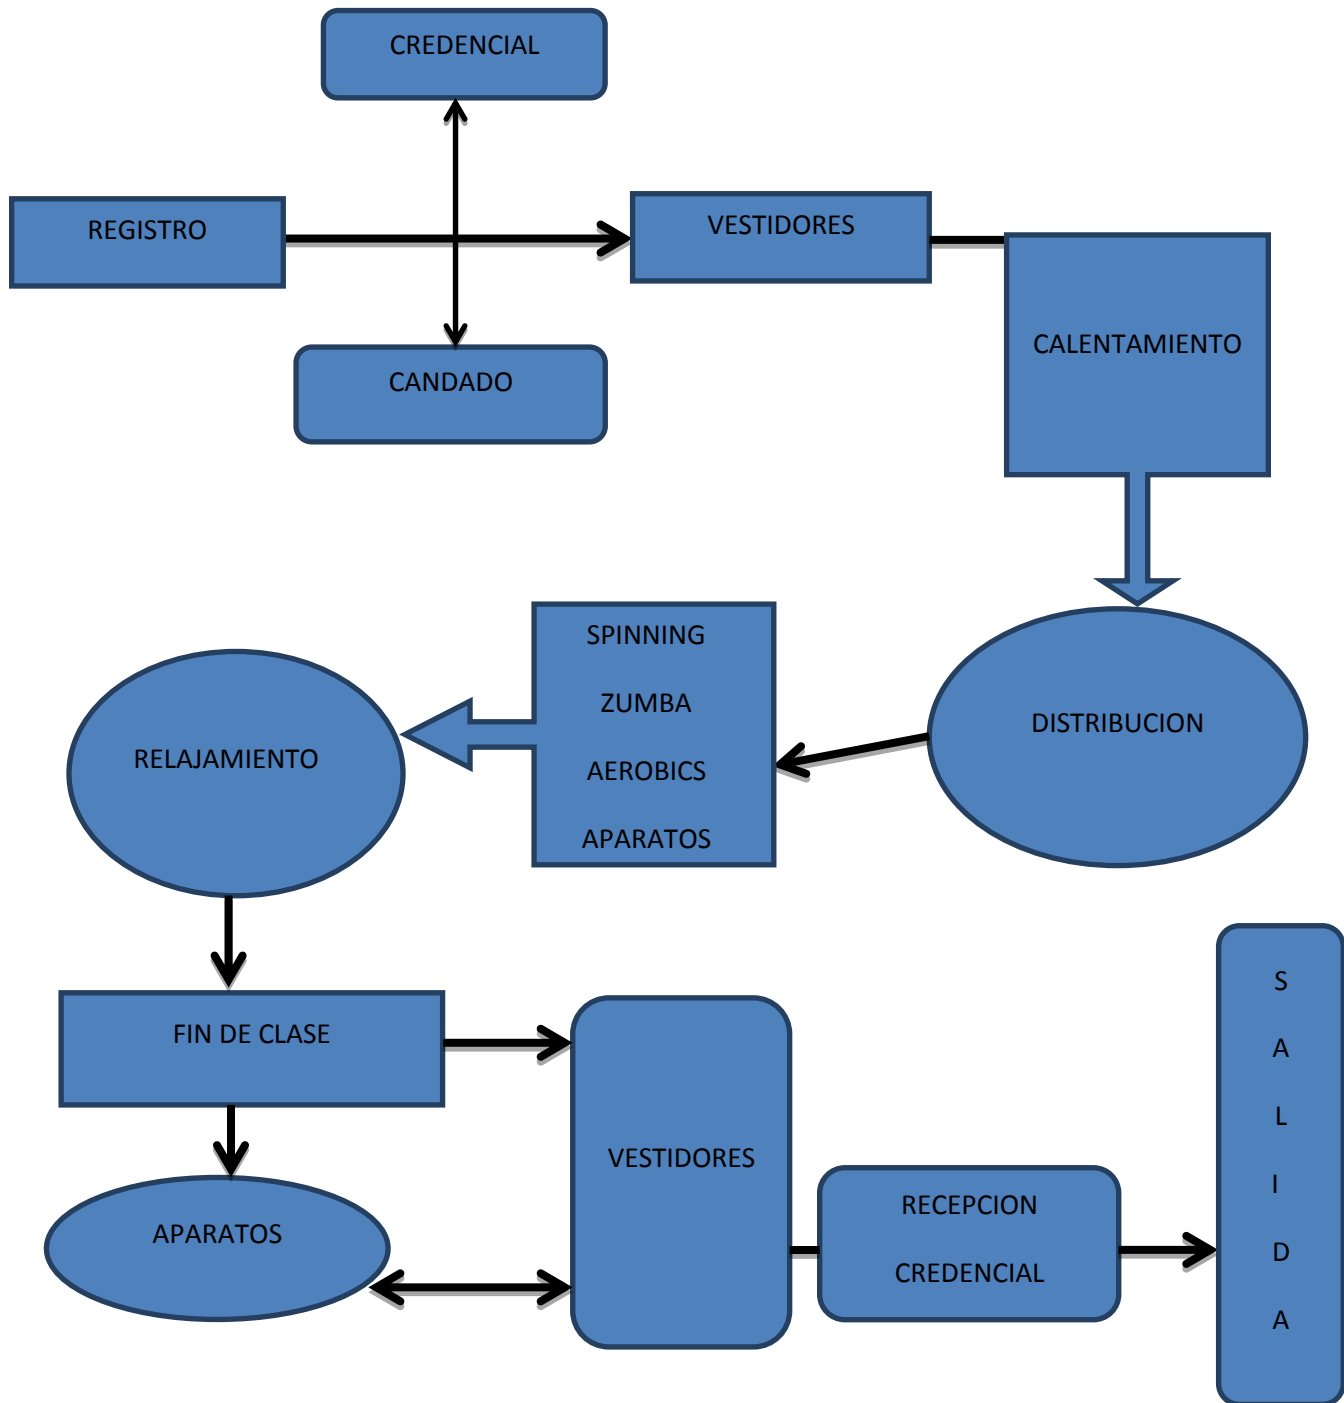 CREDENCIAL
REGISTRO
VESTIDORES
CALENTAMIENTO
CANDADO
SPINNING
ZUMBA
AEROBICS
APARATOS
DISTRIBUCION
RELAJAMIENTO
FIN DE CLASE
VESTIDORES
APARATOS
RECEPCION
CREDENCIAL
S
A
L
I
D
A